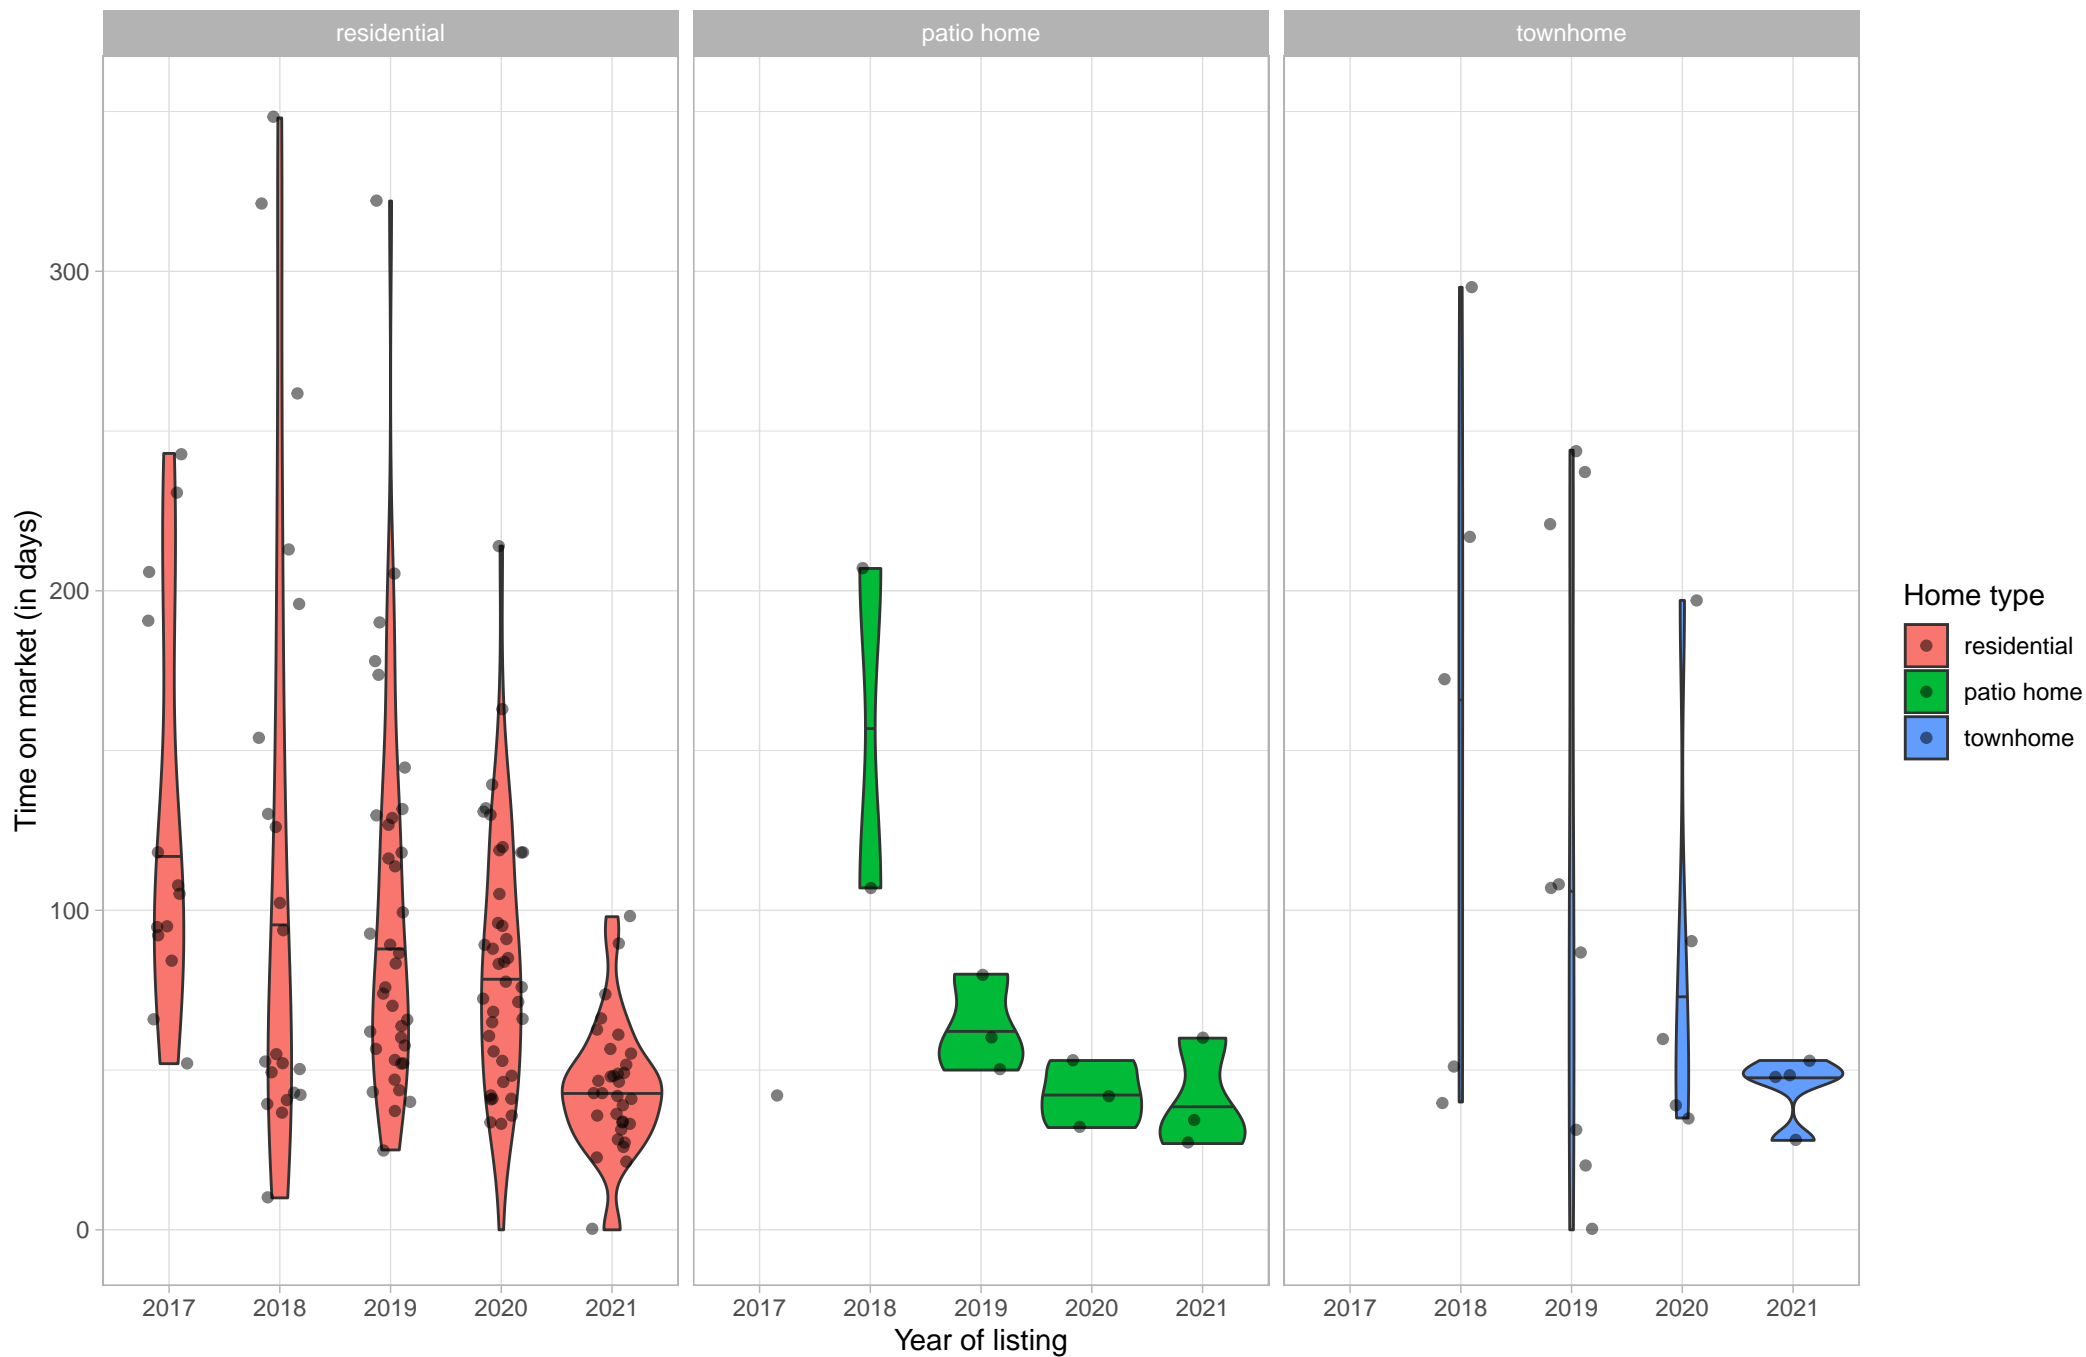 residential patio home townhome
300
200
100
0
Time on market (in days)
2017 2018 2019 2020 2021 2017 2018 2019 2020 2021 2017 2018 2019 2020 2021
Year of listing
Home type
residential
patio home
townhome